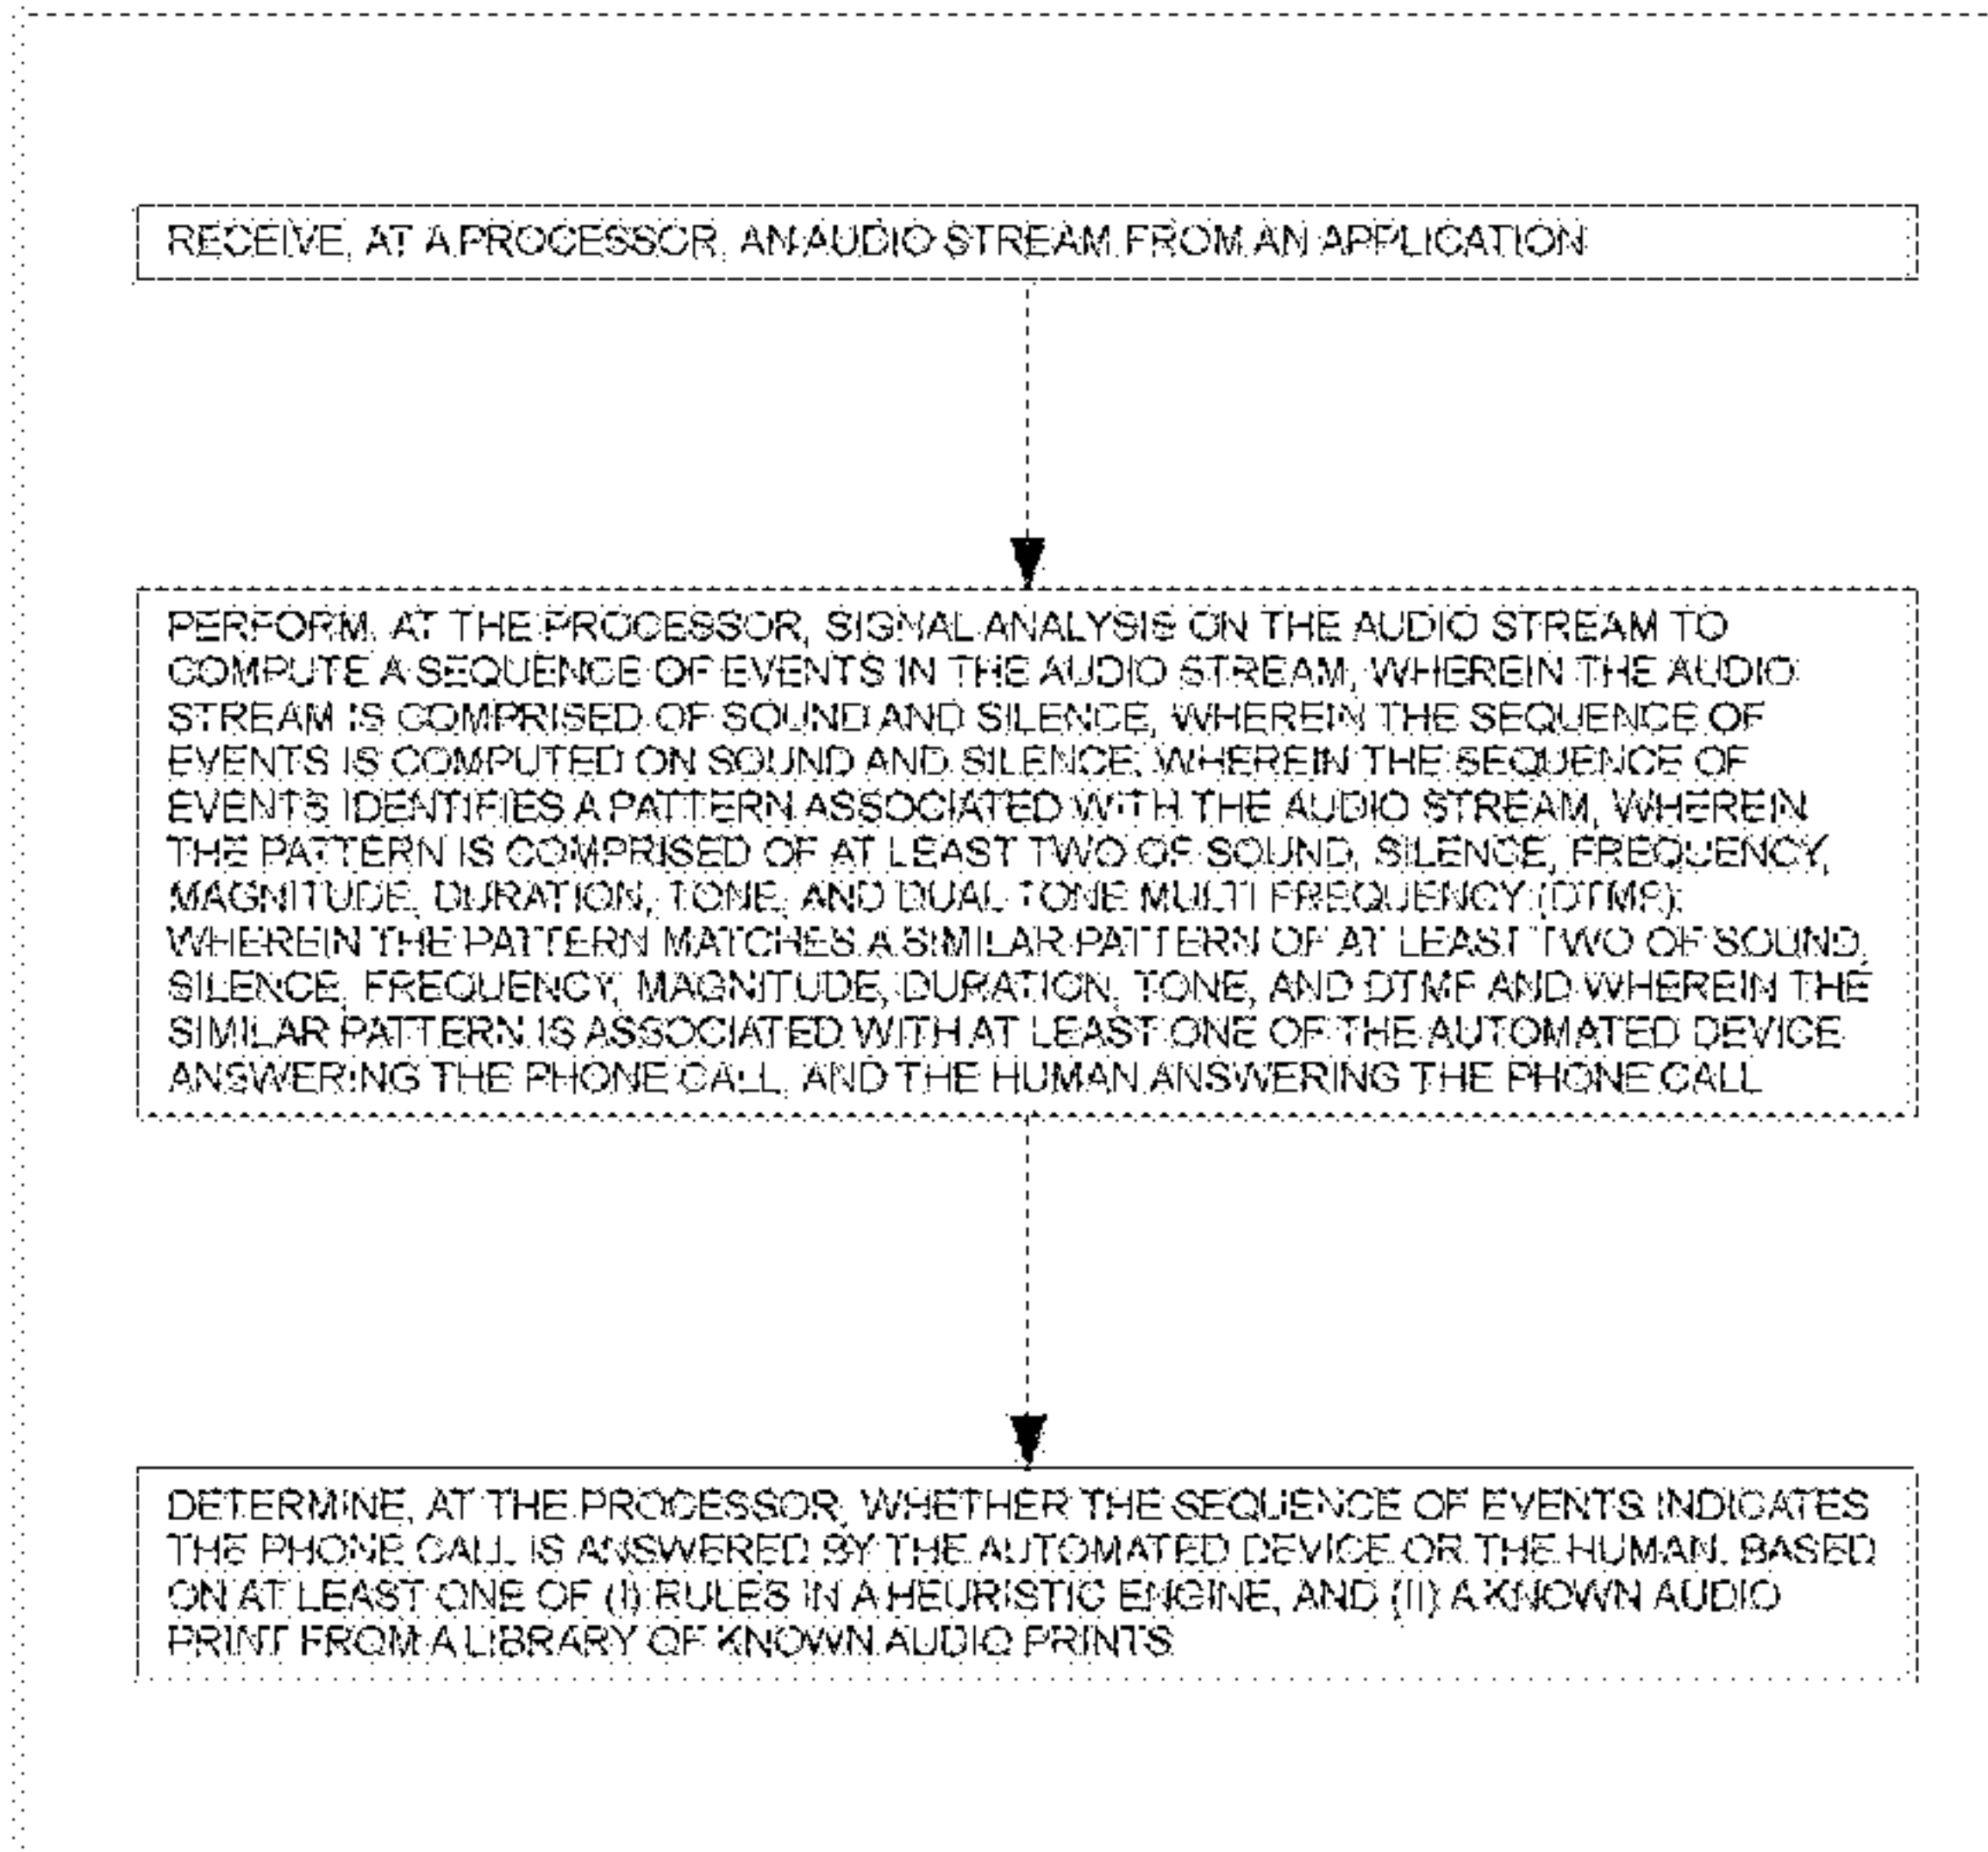 RECEIVE, AT A PROCESSOR, AN AUDIO STREAM FROM AN APPLICATION
PERFORM, AT THE PROCESSOR, SIGNAL ANALYSIS ON THE AUDIO STREAM TO
COMPUTE A SEQUENCE OF EVENTS IN THE AUDIO STREAM, WHEREIN THE AUDIO
STREAM IS COMPRISED OF SOUND AND SILENCE, WHEREIN THE SEQUENCE OF
EVENTS IS COMPUTED ON SOUND AND SILENCE, WHEREIN THE SEQUENCE OF
EVENTS IDENTIFIES A PATTERN ASSOCIATED WITH THE AUDIO STREAM, WHEREIN
THE PATTERN IS COMPRISED OF AT LEAST TWO OF SOUND, SILENCE, FREQUENCY,
MAGNITUDE, DURATION, TONE, AND DUAL TONE MULTI FREQUENCY (DTMF);
WHEREIN THE PATTERN MATCHES A SIMILAR PATTERN OF AT LEAST TWO OF SOUND,
SILENCE, FREQUENCY, MAGNITUDE, DURATION, TONE, AND DTMF AND WHEREIN THE
SIMILAR PATTERN IS ASSOCIATED WITH AT LEAST ONE OF THE AUTOMATED DEVICE
ANSWERING THE PHONE CALL, AND THE HUMAN ANSWERING THE PHONE CALL
DETERMINE, AT THE PROCESSOR, WHETHER THE SEQUENCE OF EVENTS INDICATES
THE PHONE CALL IS ANSWERED BY THE AUTOMATED DEVICE OR THE HUMAN, BASED
ON AT LEAST ONE OF (I) RULES IN A HEURISTIC ENGINE, AND (II) A KNOWN AUDIO
PRINT FROM A LIBRARY OF KNOWN AUDIO PRINTS